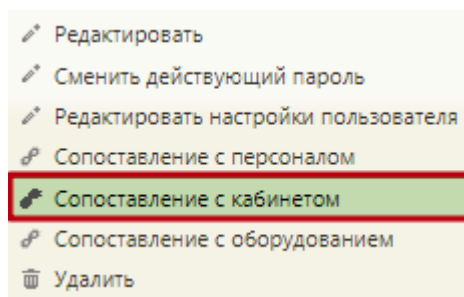 Редактировать
Сменить действующий пароль
Редактировать настройки пользователя
Сопоставление с персоналом
Сопоставление с кабинетом
Сопоставление с оборудованием
Удалить